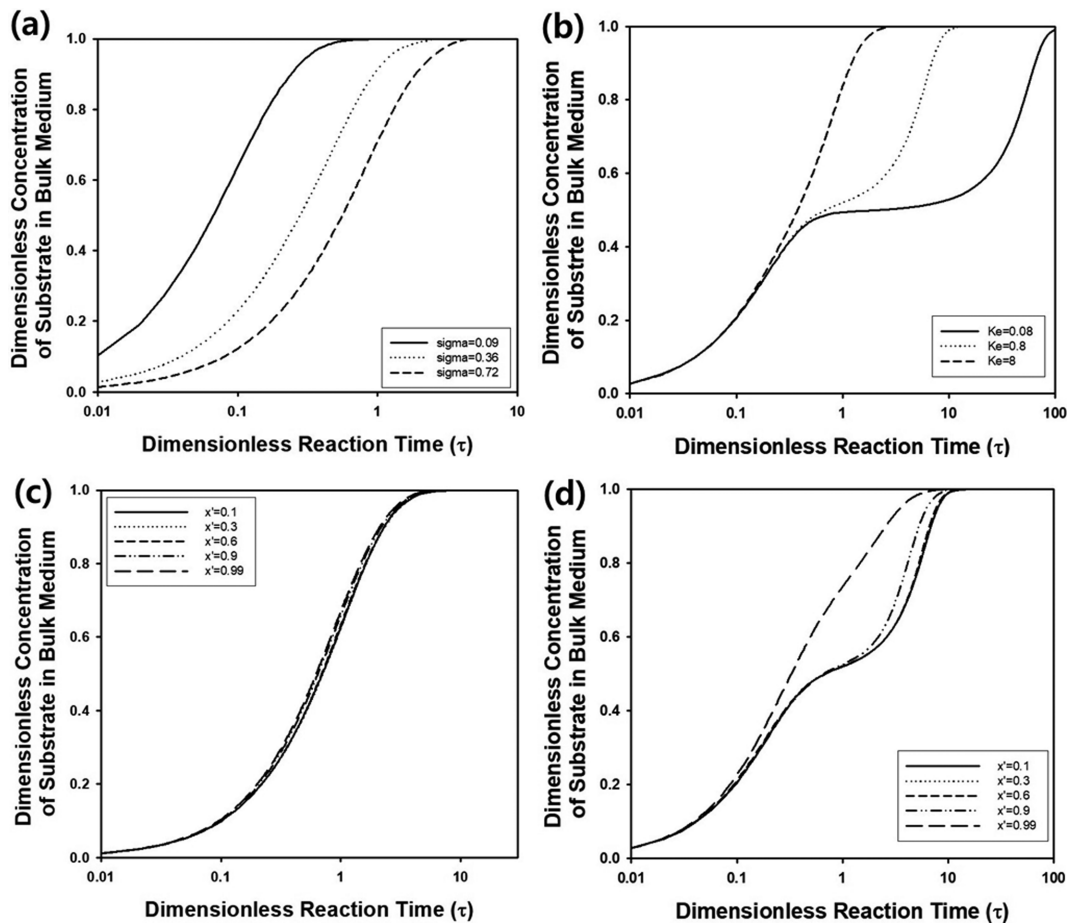 (a)
Dimensionless Concentration
of Substrate in Bulk Medium
1.0
0.8
0.6
0.4
0.2
0.0
sigma=0.09
sigma=0.36
sigma=0.72
0.01
0.1
1
10
Dimensionless Reaction Time (τ)
(b)
Dimensionless Concentration
of Substrte in Bulk Medium
1.0
0.8
0.6
0.4
0.2
0.0
Ke=0.08
Ke=0.8
Ke=8
0.01
0.1
1
10
100
Dimensionless Reaction Time (τ)
(c)
Dimensionless Concentration
of Substrate in Bulk Medium
1.0
0.8
0.6
0.4
0.2
0.0
x'=0.1
x'=0.3
x'=0.6
x'=0.9
x'=0.99
0.01
0.1
1
10
Dimensionless Reaction Time (τ)
(d)
Dimensionless Concentration
of Substrate in Bulk Medium
1.0
0.8
0.6
0.4
0.2
0.0
x'=0.1
x'=0.3
x'=0.6
x'=0.9
x'=0.99
0.01
0.1
1
10
100
Dimensionless Reaction Time (τ)